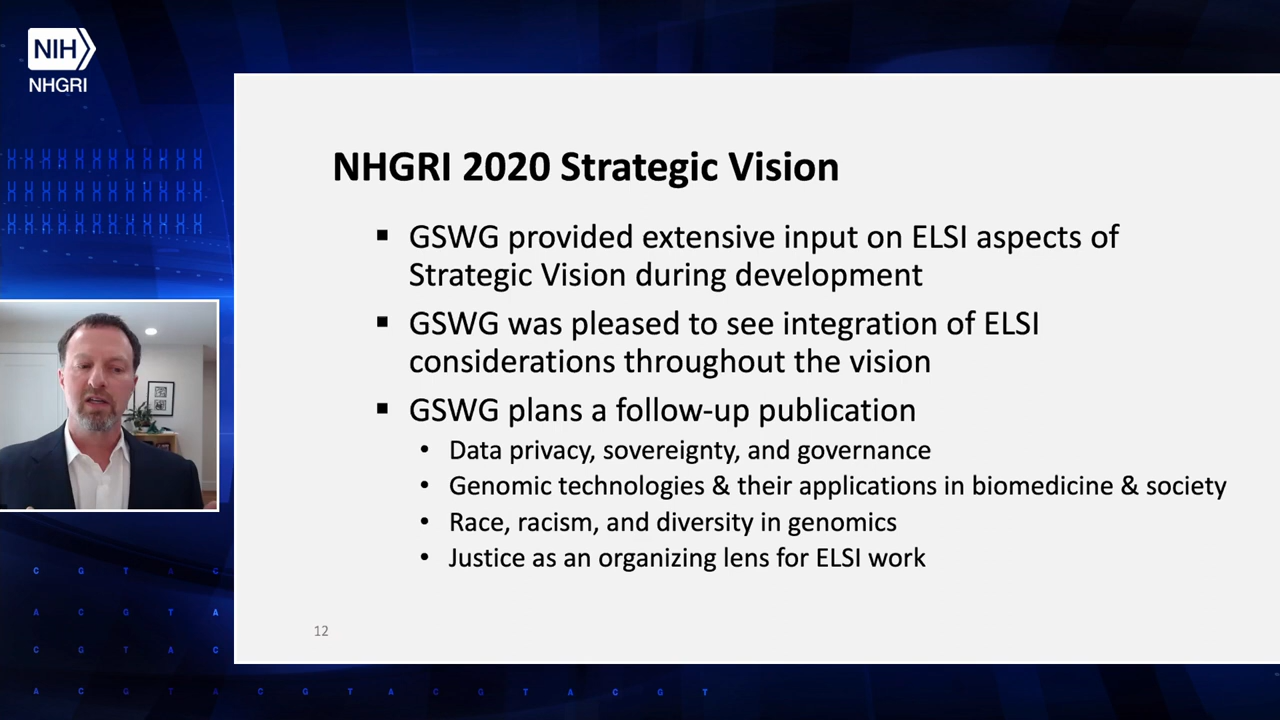 NIH
NHGRI
NHGRI 2020 Strategic Vision
▪ GSWG provided extensive input on ELSI aspects of
Strategic Vision during development
▪ GSWG was pleased to see integration of ELSI
considerations throughout the vision
▪ GSWG plans a follow-up publication
• Data privacy, sovereignty, and governance
• Genomic technologies & their applications in biomedicine & society
• Race, racism, and diversity in genomics
• Justice as an organizing lens for ELSI work
12
C G T A C
A C G T A
C G T A C
A C G T A C G T A C G T A C G T